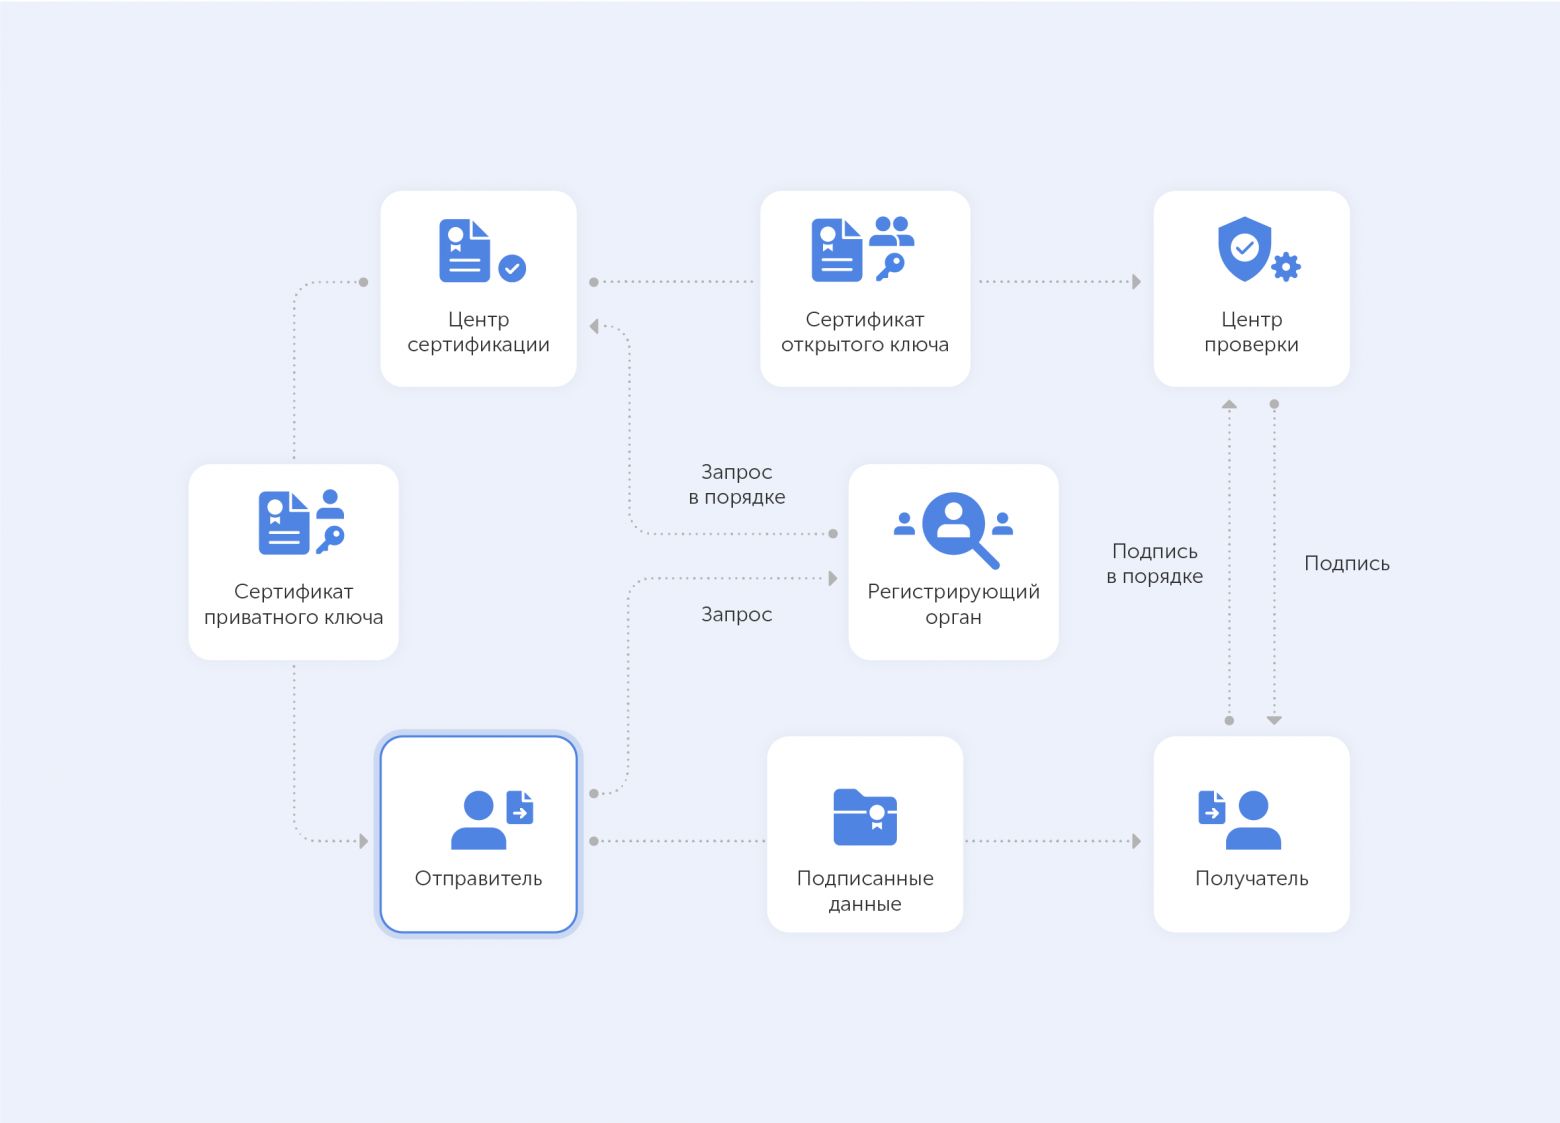 Центр
сертификации
Сертификат
открытого ключа
Центр
проверки
Запрос
в порядке
Сертификат
приватного ключа
Регистрирующий
орган
Запрос
Подпись
в порядке
Подпись
Отправитель
Подписанные
данные
Получатель